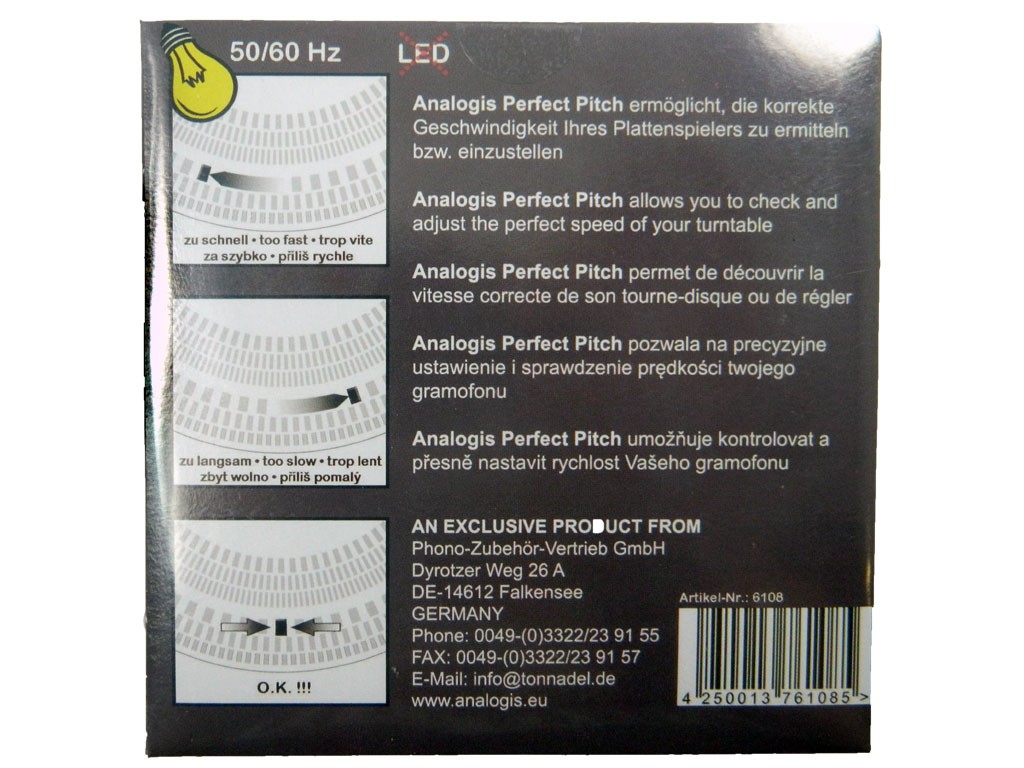 50/60 Hz
LED
zu schnell • too fast • trop vite
za szybko • příliš rychle
zu langsam • too slow • trop lent
zbyt wolno • příliš pomalý
O.K. !!!
Analogis Perfect Pitch ermöglicht, die korrekte
Geschwindigkeit Ihres Plattenspielers zu ermitteln
bzw. einzustellen
Analogis Perfect Pitch allows you to check and
adjust the perfect speed of your turntable
Analogis Perfect Pitch permet de découvrir la
vitesse correcte de son tourne-disque ou de régler
Analogis Perfect Pitch pozwala na precyzyjne
ustawienie i sprawdzenie prędkości twojego
gramofonu
Analogis Perfect Pitch umožňuje kontrolovat a
přesně nastavit rychlost Vašeho gramofonu
AN EXCLUSIVE PRODUCT FROM
Phono-Zubehör-Vertrieb GmbH
Dyrotzer Weg 26 A
DE-14612 Falkensee
GERMANY
Phone: 0049-(0)3322/23 91 55
FAX: 0049-(0)3322/23 91 57
E-Mail: info@tonnadel.de
www.analogis.eu
Artikel-Nr.: 6108
4 250013 761085 >